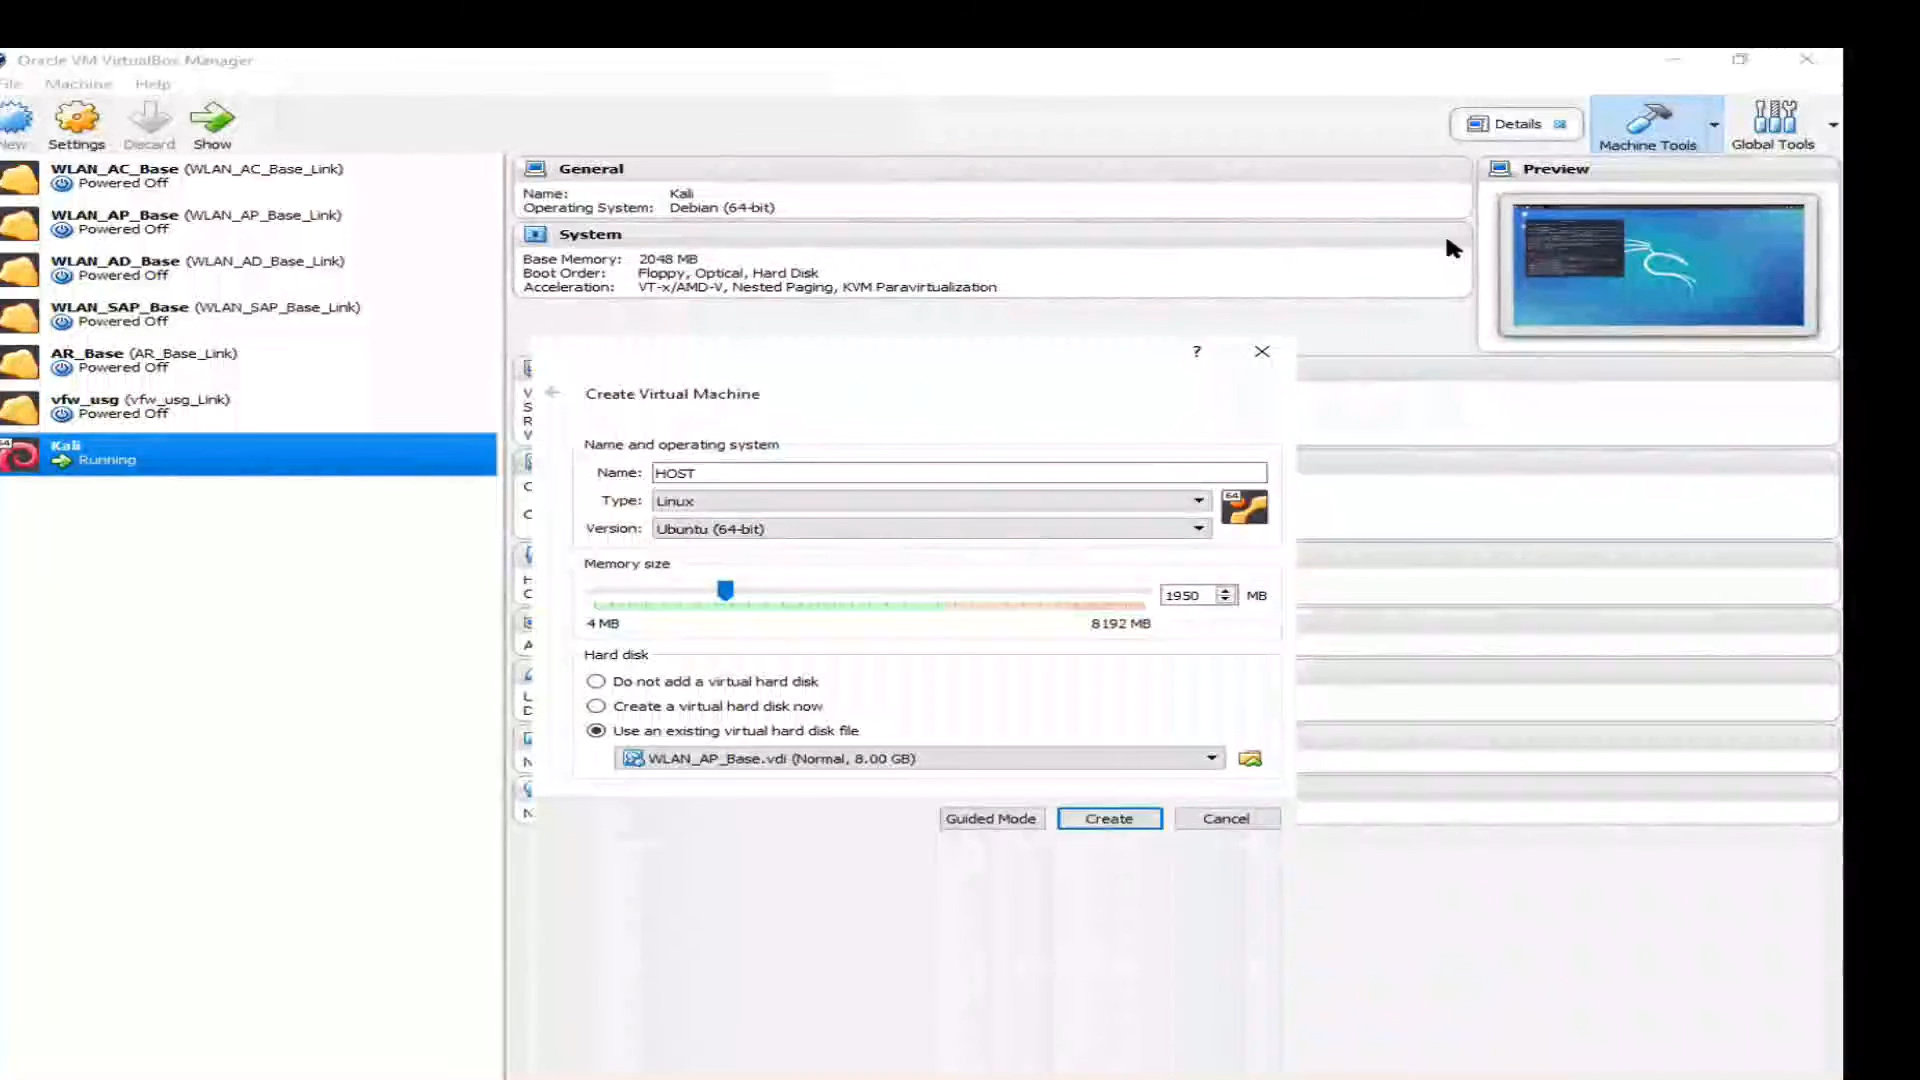 Oracle VM VirtualBox Manager
File Machine Help
New Settings Discard Show
Details
Machine Tools
Global Tools
WLAN_AC_Base (WLAN_AC_Base_Link)
Powered Off
WLAN_AP_Base (WLAN_AP_Base_Link)
Powered Off
WLAN_AD_Base (WLAN_AD_Base_Link)
Powered Off
WLAN_SAP_Base (WLAN_SAP_Base_Link)
Powered Off
AR_Base (AR_Base_Link)
Powered Off
vfw_usg (vfw_usg_Link)
Powered Off
64
Kali
Running
General
Name: Kali
Operating System: Debian (64-bit)
System
Base Memory: 2048 MB
Boot Order: Floppy, Optical, Hard Disk
Acceleration: VT-x/AMD-V, Nested Paging, KVM Paravirtualization
Preview
?
Create Virtual Machine
Name and operating system
Name: HOST
Type: Linux
64
Version: Ubuntu (64-bit)
Memory size
1950 MB
4 MB 8192 MB
Hard disk
Do not add a virtual hard disk
Create a virtual hard disk now
Use an existing virtual hard disk file
WLAN_AP_Base.vdi (Normal, 8.00 GB)
Guided Mode Create Cancel